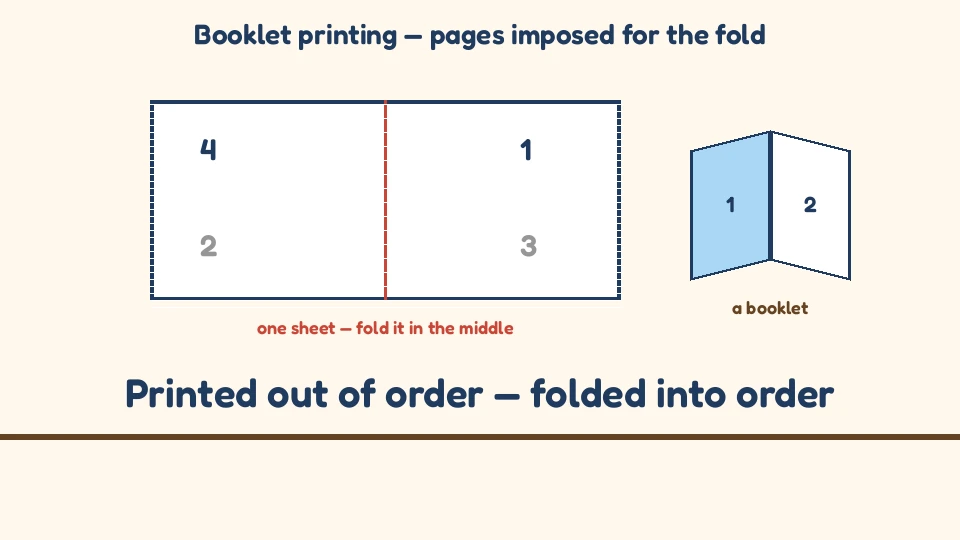 Booklet printing — pages imposed for the fold
4 1
2 3
1 2
one sheet — fold it in the middle
a booklet
Printed out of order — folded into order